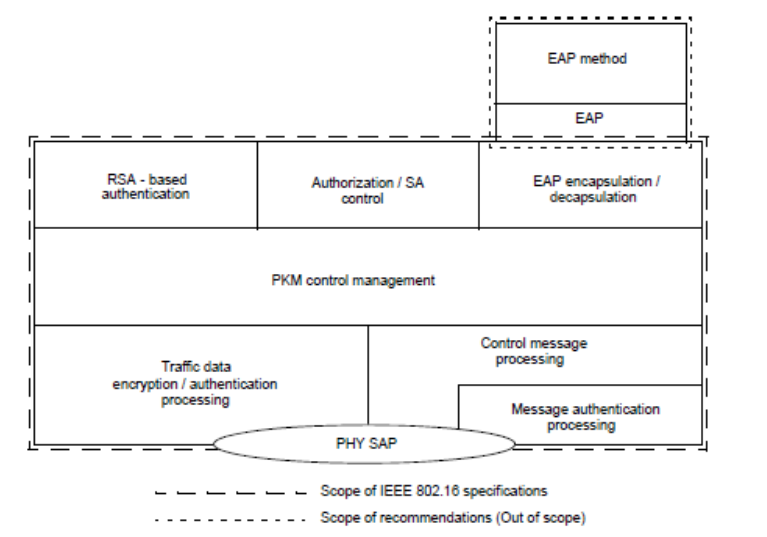 EAP method
EAP
RSA - based
authentication
Authorization / SA
control
EAP encapsulation /
decapsulation
PKM control management
Traffic data
encryption / authentication
processing
Control message
processing
Message authentication
processing
PHY SAP
Scope of IEEE 802.16 specifications
Scope of recommendations (Out of scope)